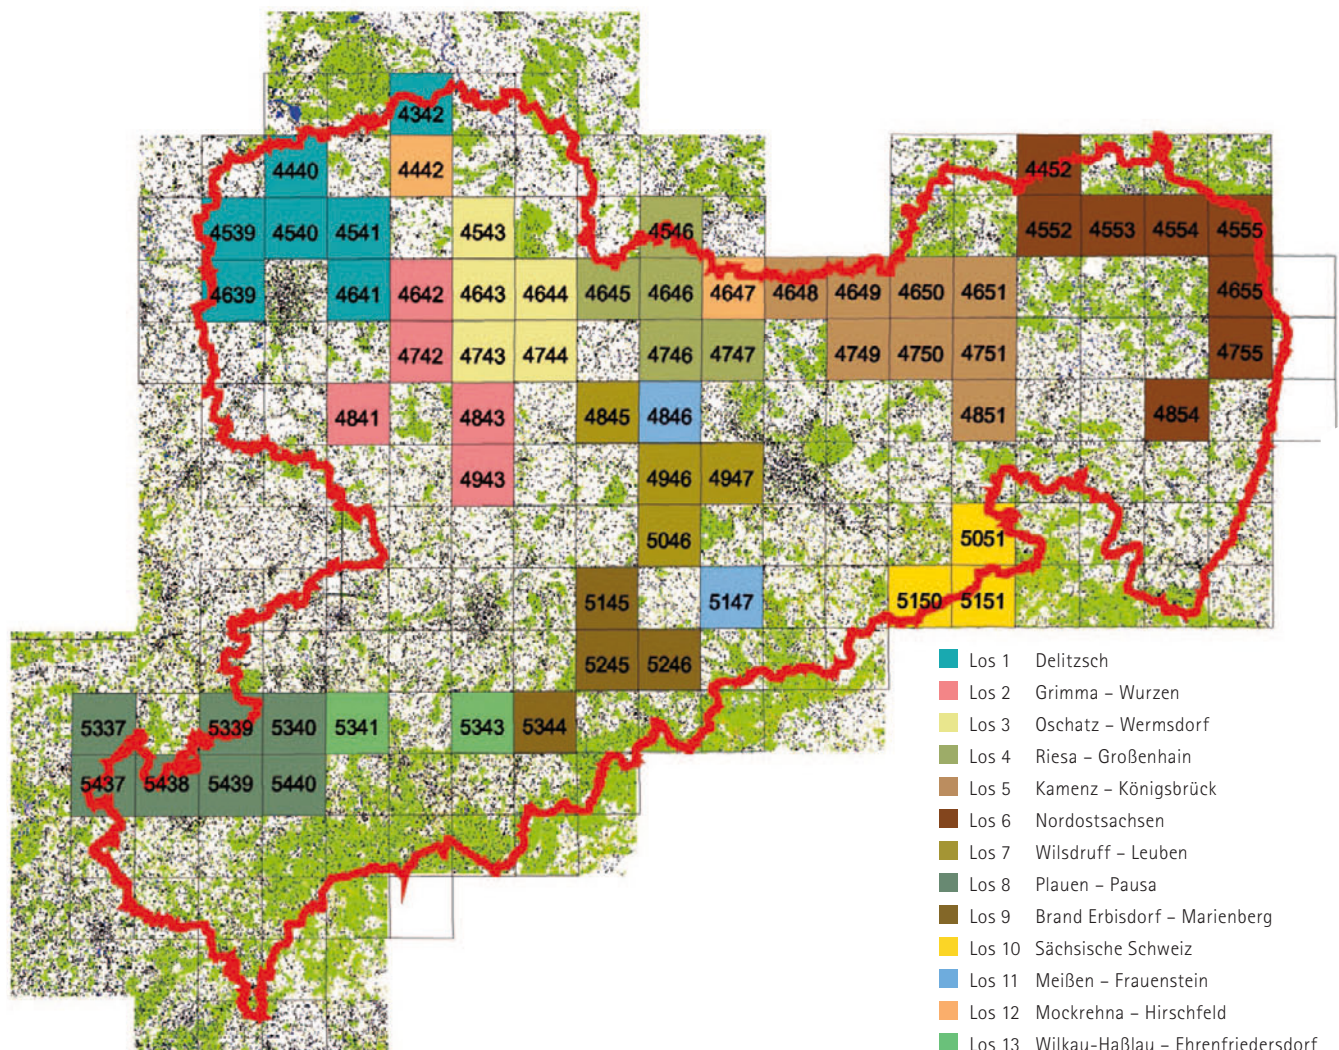 4342
4440 4442
4452
4539 4540 4541 4543 4546 4552 4553 4554 4555
4639 4641 4642 4643 4644 4645 4646 4647 4648 4649 4650 4651 4655
4742 4743 4744 4746 4747 4749 4750 4751 4755
4841 4843 4845 4846 4851 4854
4943 4946 4947
5046 5051
5145 5147 5150 5151
5245 5246
5337 5339 5340 5341 5343 5344
5437 5438 5439 5440
Los 1 Delitzsch
Los 2 Grimma – Wurzen
Los 3 Oschatz – Wermsdorf
Los 4 Riesa – Großenhain
Los 5 Kamenz – Königsbrück
Los 6 Nordostsachsen
Los 7 Wilsdruff – Leuben
Los 8 Plauen – Pausa
Los 9 Brand Erbisdorf – Marienberg
Los 10 Sächsische Schweiz
Los 11 Meißen – Frauenstein
Los 12 Mockrehna – Hirschfeld
Los 13 Wilkau-Haßlau – Ehrenfriedersdorf